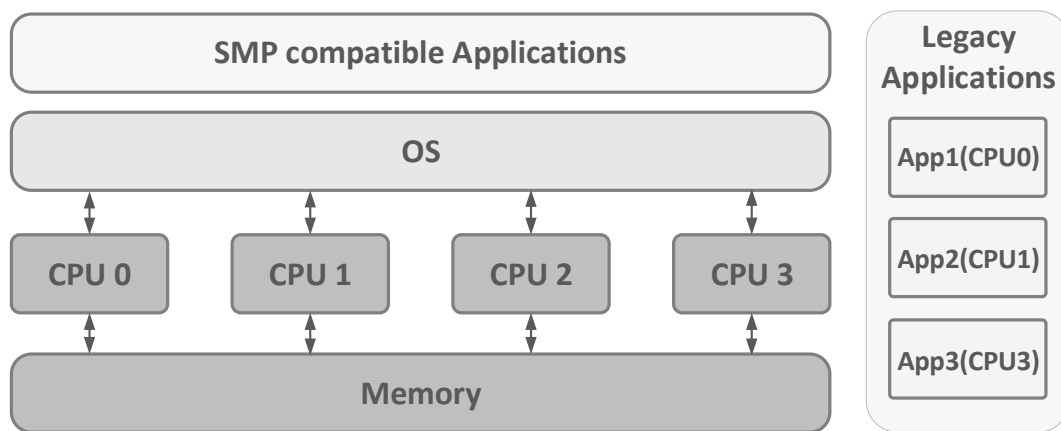 SMP compatible Applications
OS
CPU 0
CPU 1
CPU 2
CPU 3
Memory
Legacy
Applications
App1(CPU0)
App2(CPU1)
App3(CPU3)